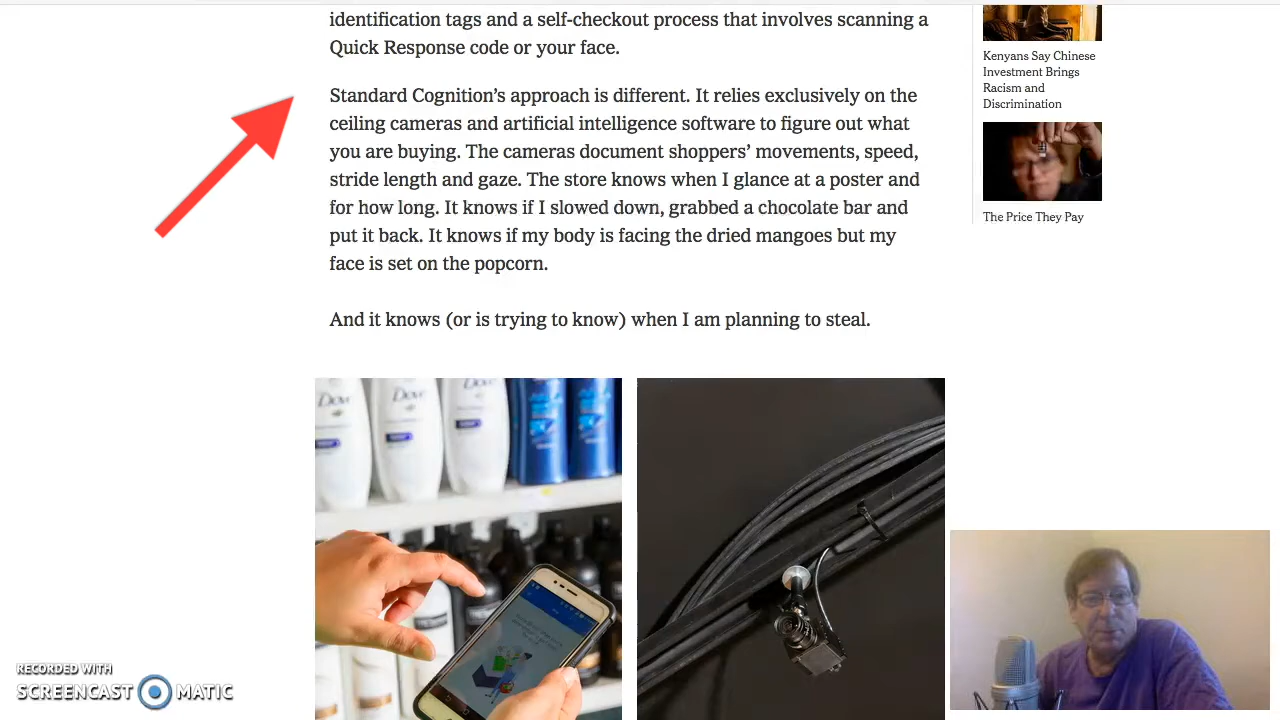 identification tags and a self-checkout process that involves scanning a
Quick Response code or your face.
Standard Cognition’s approach is different. It relies exclusively on the
ceiling cameras and artificial intelligence software to figure out what
you are buying. The cameras document shoppers’ movements, speed,
stride length and gaze. The store knows when I glance at a poster and
for how long. It knows if I slowed down, grabbed a chocolate bar and
put it back. It knows if my body is facing the dried mangoes but my
face is set on the popcorn.
And it knows (or is trying to know) when I am planning to steal.
Kenyans Say Chinese
Investment Brings
Racism and
Discrimination
The Price They Pay
Dove
Dove
Dove
RECORDED WITH
SCREENCAST MATIC